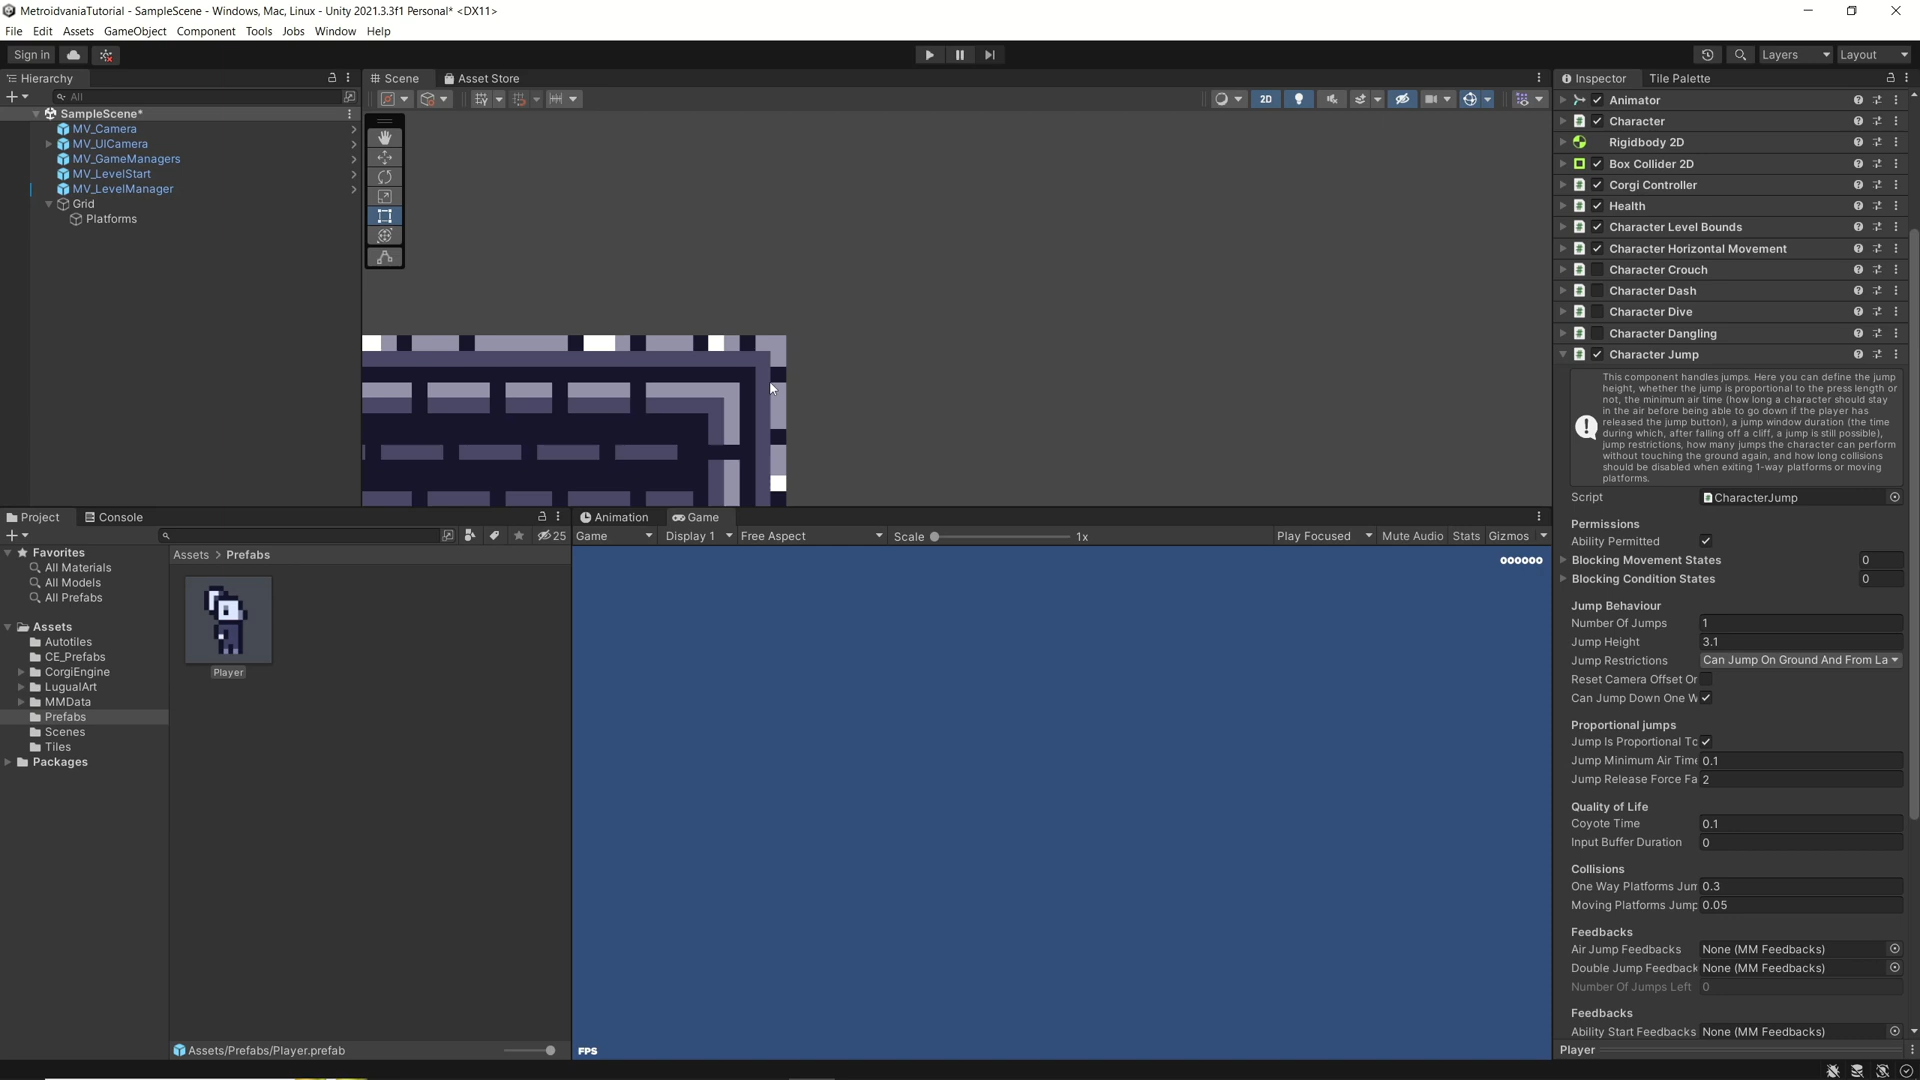 MetroidvaniaTutorial - SampleScene - Windows, Mac, Linux - Unity 2021.3.3f1 Personal* <DX11>
File Edit Assets GameObject Component Tools Jobs Window Help
Sign in
Layers
Layout
Hierarchy
All
SampleScene*
MV_Camera
MV_UICamera
MV_GameManagers
MV_LevelStart
MV_LevelManager
Grid
Platforms
Scene
Asset Store
2D
Project
Console
25
Favorites
All Materials
All Models
All Prefabs
Assets
Autotiles
CE_Prefabs
CorgiEngine
LugualArt
MMData
Prefabs
Scenes
Tiles
Packages
Assets > Prefabs
Player
Assets/Prefabs/Player.prefab
Animation
Game
Game Display 1 Free Aspect Scale 1x Play Focused Mute Audio Stats Gizmos
000000
FPS
Inspector
Tile Palette
Animator
Character
Rigidbody 2D
Box Collider 2D
Corgi Controller
Health
Character Level Bounds
Character Horizontal Movement
Character Crouch
Character Dash
Character Dive
Character Dangling
Character Jump
This component handles jumps. Here you can define the jump
height, whether the jump is proportional to the press length or
not, the minimum air time (how long a character should stay
in the air before being able to go down if the player has
released the jump button), a jump window duration (the time
during which, after falling off a cliff, a jump is still possible),
jump restrictions, how many jumps the character can perform
without touching the ground again, and how long collisions
should be disabled when exiting 1-way platforms or moving
platforms.
Script CharacterJump
Permissions
Ability Permitted
Blocking Movement States 0
Blocking Condition States 0
Jump Behaviour
Number Of Jumps 1
Jump Height 3.1
Jump Restrictions Can Jump On Ground And From La
Reset Camera Offset Or
Can Jump Down One W
Proportional jumps
Jump Is Proportional Tc
Jump Minimum Air Time 0.1
Jump Release Force Fa 2
Quality of Life
Coyote Time 0.1
Input Buffer Duration 0
Collisions
One Way Platforms Jum 0.3
Moving Platforms Jump 0.05
Feedbacks
Air Jump Feedbacks None (MM Feedbacks)
Double Jump Feedback None (MM Feedbacks)
Number Of Jumps Left 0
Feedbacks
Ability Start Feedbacks None (MM Feedbacks)
Player